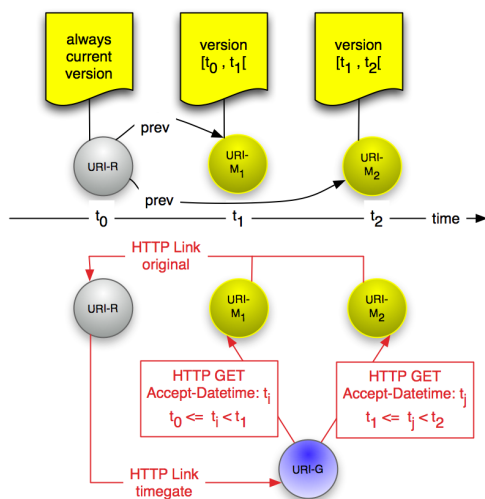 always
current
version
version
[t0 , t1[
version
[t1 , t2[
prev
URI-R
URI-
M1
URI-
M2
prev
t0
t1
t2
time
HTTP Link
original
URI-R
URI-
M1
URI-
M2
HTTP GET
Accept-Datetime: ti
t0 <= ti < t1
HTTP GET
Accept-Datetime: tj
t1 <= tj < t2
HTTP Link
timegate
URI-G